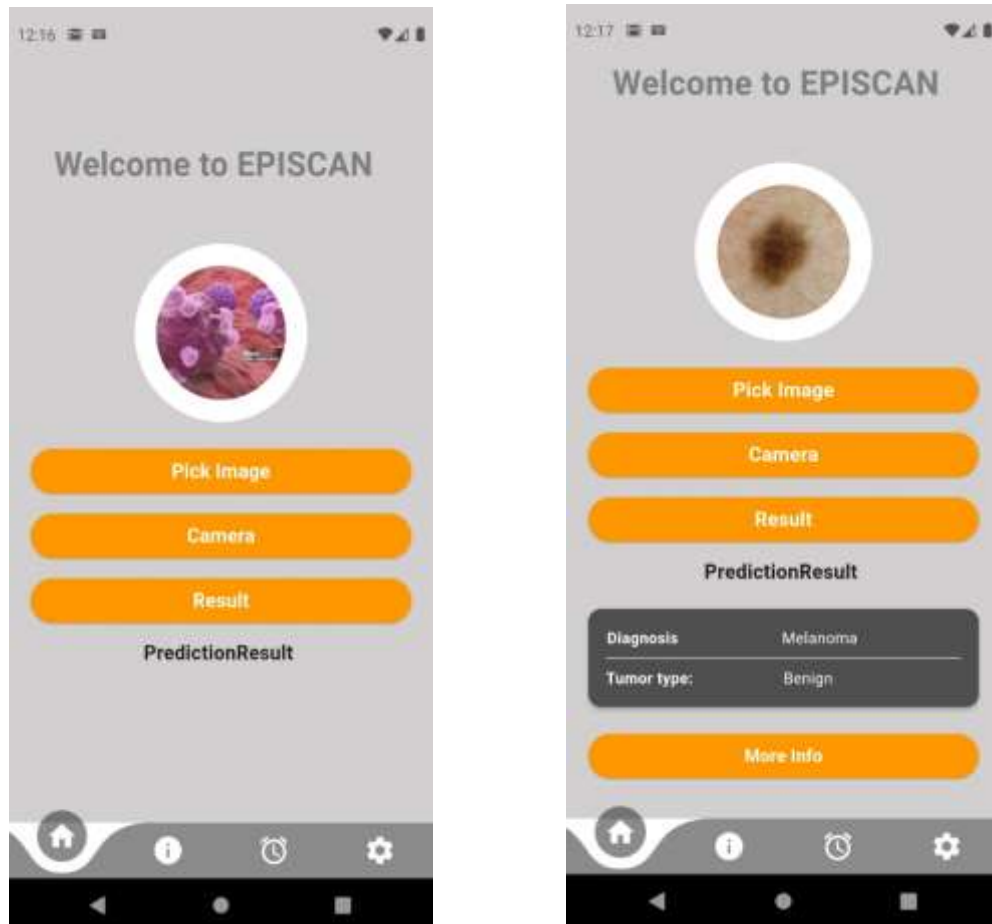 12:16
Welcome to EPISCAN
Pick Image
Camera
Result
PredictionResult
12:17
Welcome to EPISCAN
Pick Image
Camera
Result
PredictionResult
Diagnosis Melanoma
Tumor type: Benign
More Info